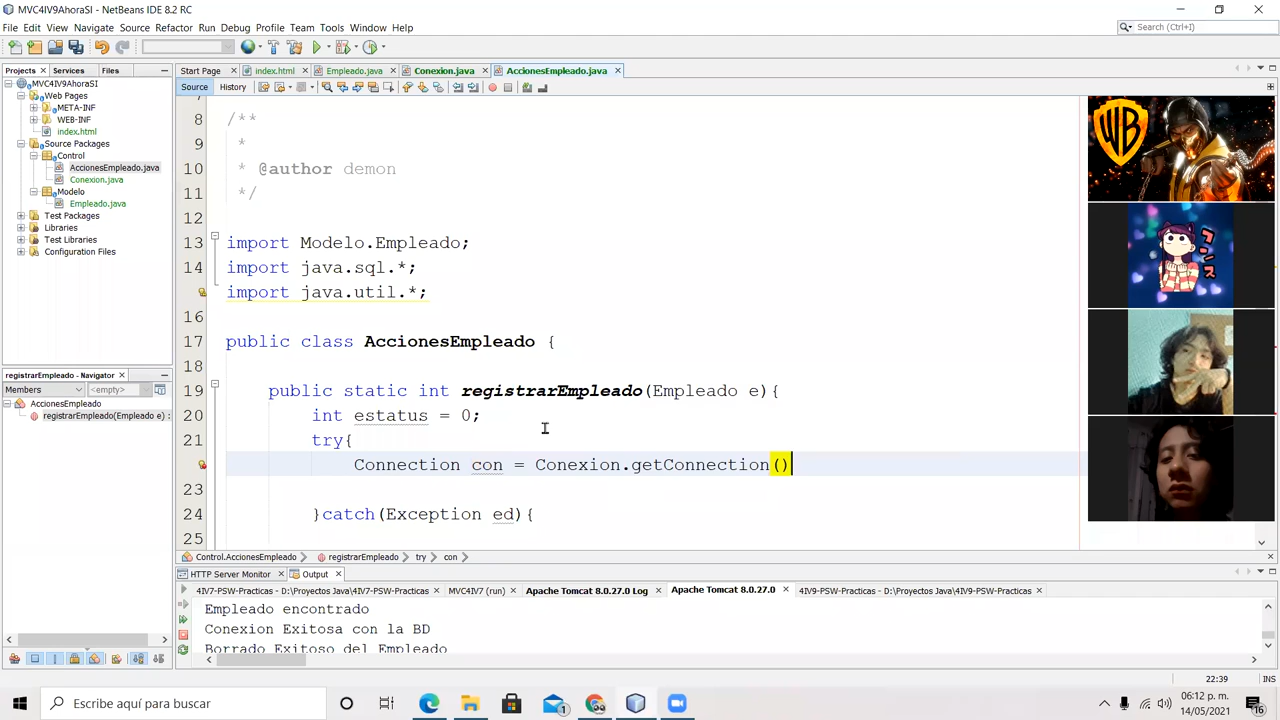 MVC4IV9AhoraSI - NetBeans IDE 8.2 RC
File Edit View Navigate Source Refactor Run Debug Profile Team Tools Window Help
Search (Ctrl+I)
Projects Services Files
Start Page index.html Empleado.java Conexion.java AccionesEmpleado.java
Source History
MVC4IV9AhoraSI
Web Pages
META-INF
WEB-INF
index.html
Source Packages
Control
AccionesEmpleado.java
Conexion.java
Modelo
Empleado.java
Test Packages
Libraries
Test Libraries
Configuration Files
registrarEmpleado - Navigator
Members <empty>
AccionesEmpleado
registrarEmpleado(Empleado e) :
7
8 /**
9 *
10 * @author demon
11 */
12
13 import Modelo.Empleado;
14 import java.sql.*;
15 import java.util.*;
16
17 public class AccionesEmpleado {
18
19 public static int registrarEmpleado(Empleado e){
20 int estatus = 0;
21 try{
Connection con = Conexion.getConnection()
23
24 }catch(Exception ed){
25
WB
コンス
Control.AccionesEmpleado registrarEmpleado try con
HTTP Server Monitor Output
4IV7-PSW-Practicas - D:\Proyectos Java\4IV7-PSW-Practicas MVC4IV7 (run) Apache Tomcat 8.0.27.0 Log Apache Tomcat 8.0.27.0 4IV9-PSW-Practicas - D:\Proyectos Java\4IV9-PSW-Practicas
Empleado encontrado
Conexion Exitosa con la BD
Borrado Exitoso del Empleado
22:39 INS
Escribe aquí para buscar
1
06:12 p. m.
14/05/2021
16